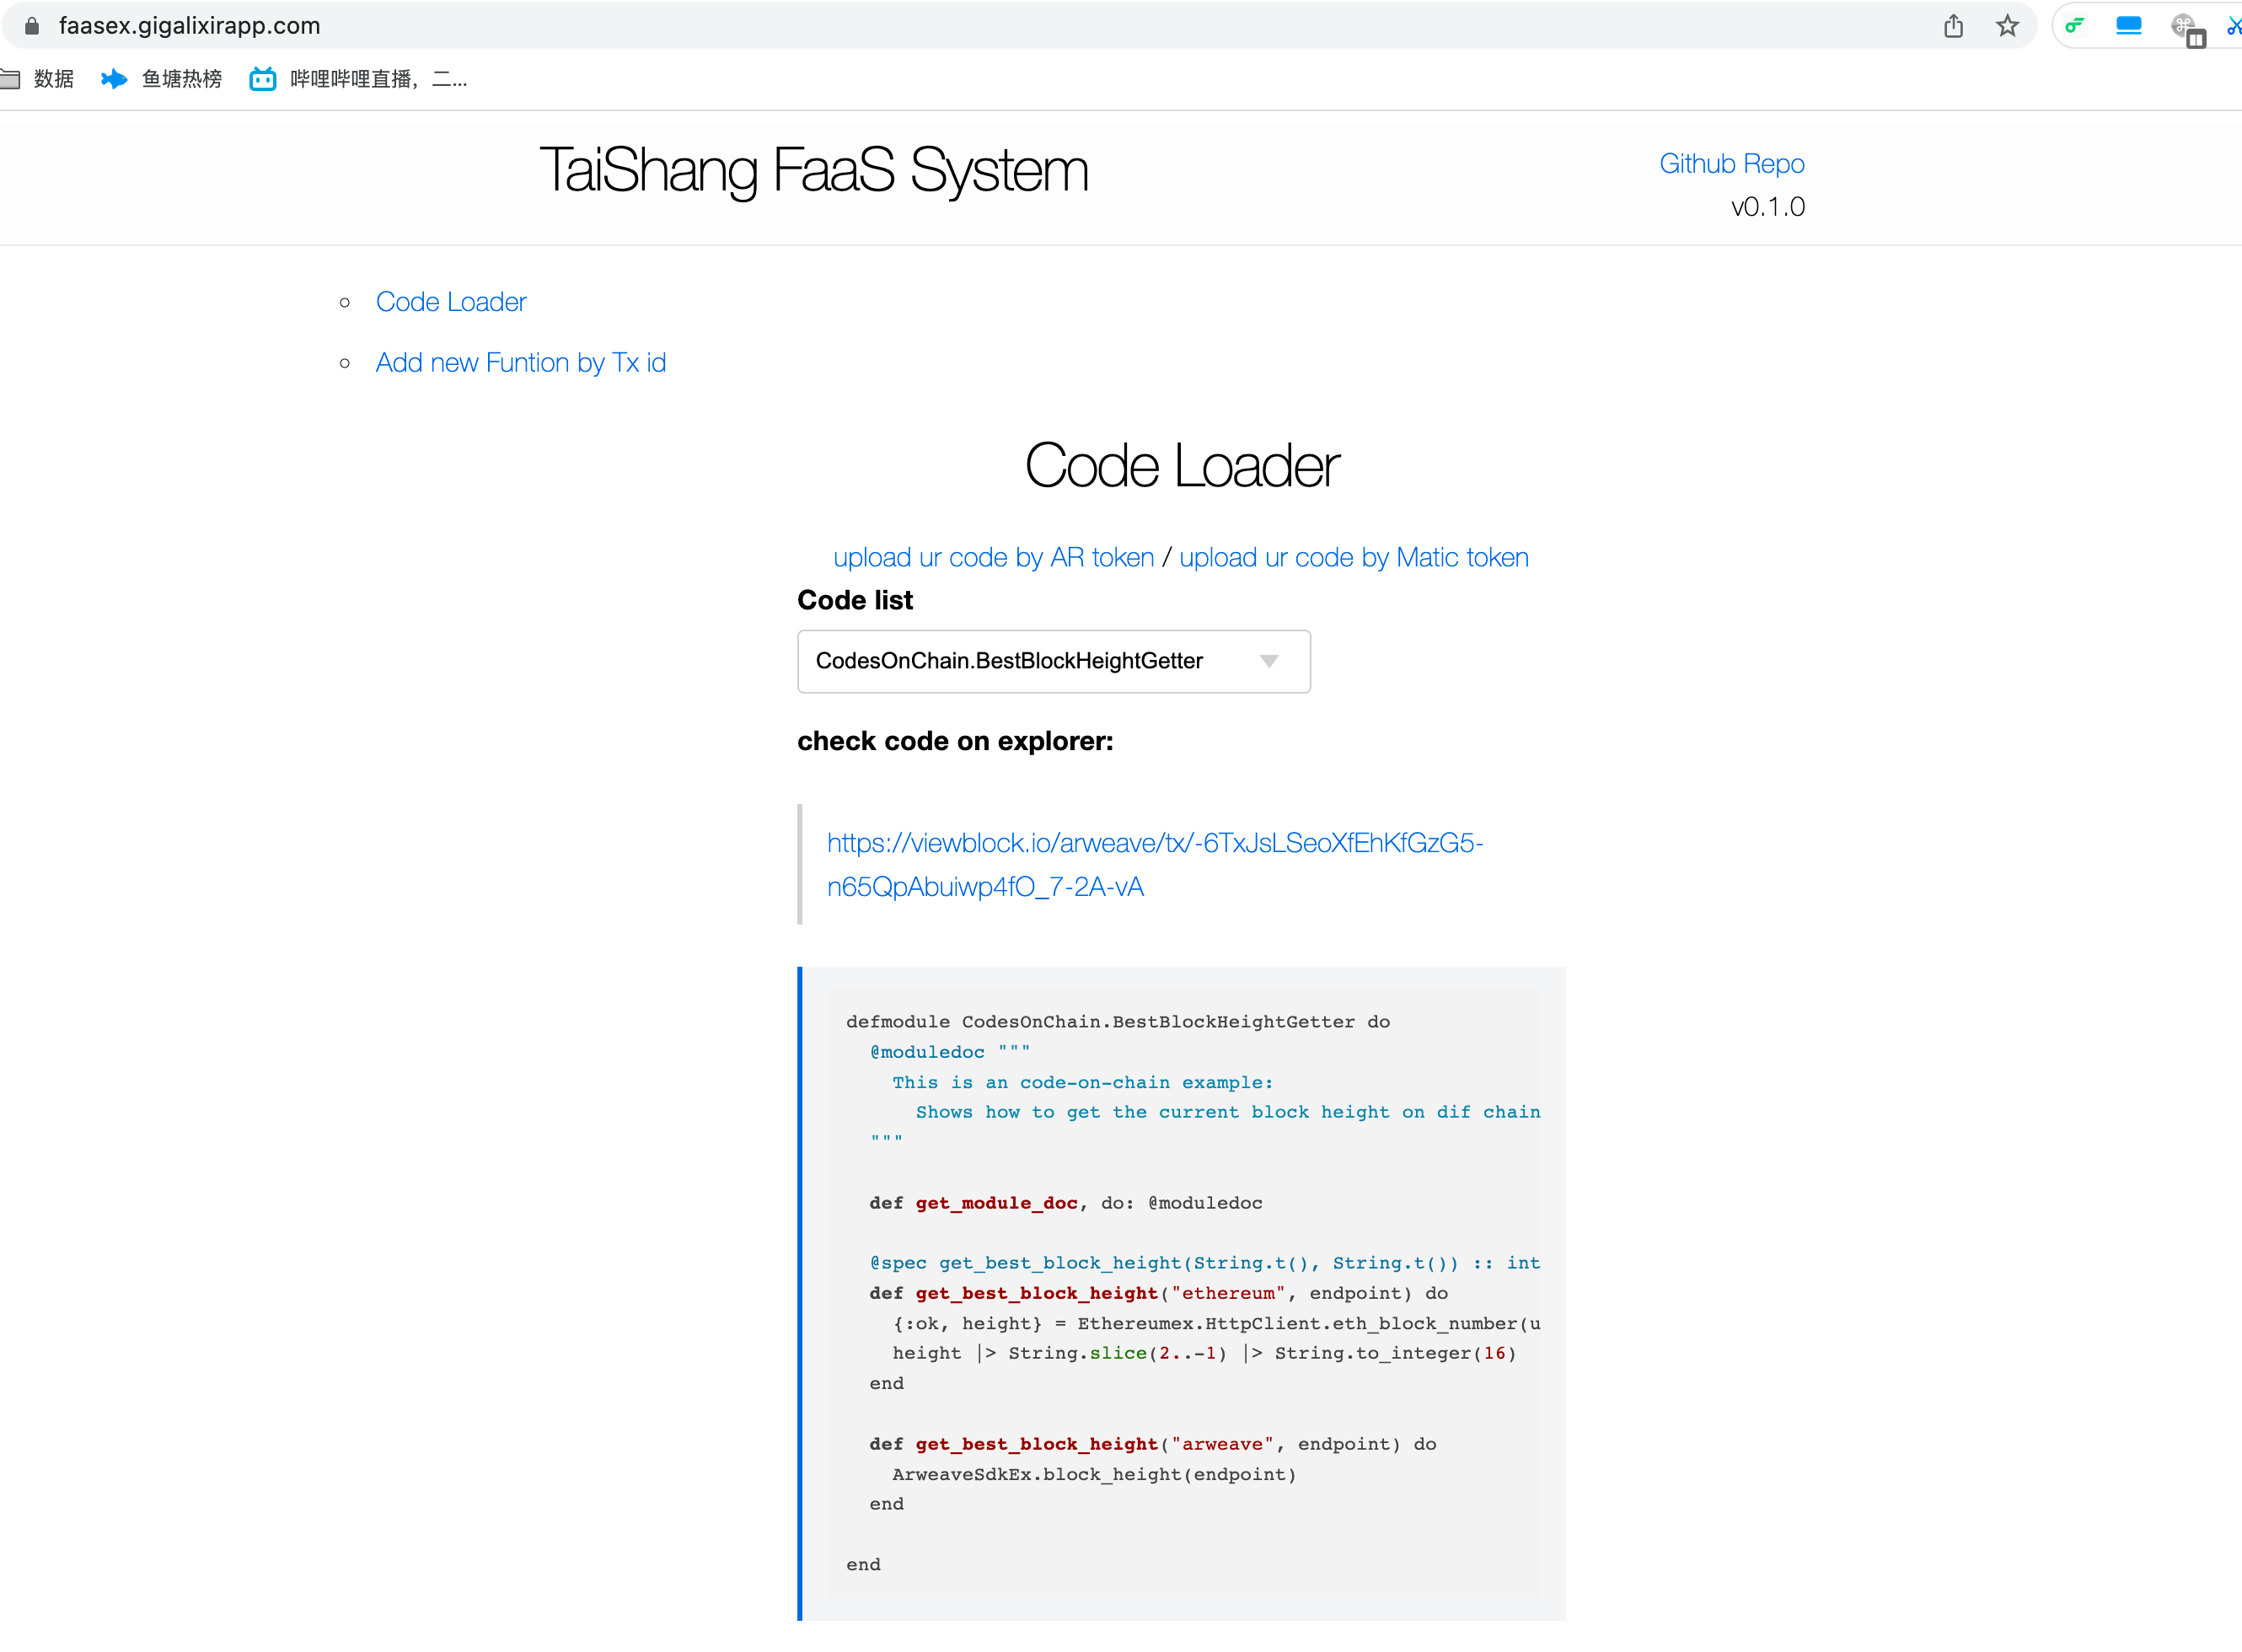 faasex.gigalixirapp.com
数据 鱼塘热榜 哔哩哔哩直播，二...
TaiShang FaaS System
Github Repo
v0.1.0
Code Loader
Add new Funtion by Tx id
Code Loader
upload ur code by AR token / upload ur code by Matic token
Code list
CodesOnChain.BestBlockHeightGetter
check code on explorer:
https://viewblock.io/arweave/tx/-6TxJsLSeoXfEhKfGzG5-
n65QpAbuiwp4fO_7-2A-vA
defmodule CodesOnChain.BestBlockHeightGetter do
@moduledoc """
This is an code-on-chain example:
Shows how to get the current block height on dif chain
"""
def get_module_doc, do: @moduledoc
@spec get_best_block_height(String.t(), String.t()) :: int
def get_best_block_height("ethereum", endpoint) do
{:ok, height} = Ethereumex.HttpClient.eth_block_number(u
height |> String.slice(2..-1) |> String.to_integer(16)
end
def get_best_block_height("arweave", endpoint) do
ArweaveSdkEx.block_height(endpoint)
end
end